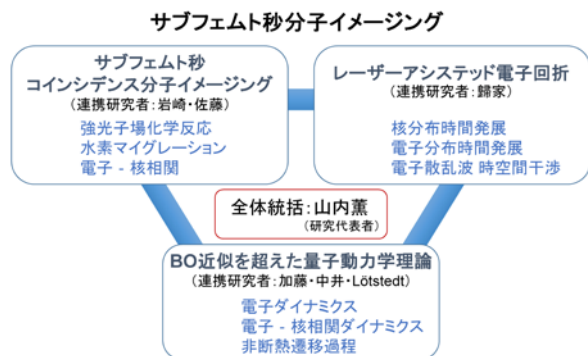 サブフェムト秒分子イメージング
サブフェムト秒
コインシデンス分子イメージング
(連携研究者:岩崎・佐藤)
強光子場化学反応
水素マイグレーション
電子 - 核相関
レーザーアシステッド電子回折
(連携研究者:歸家)
核分布時間発展
電子分布時間発展
電子散乱波 時空間干渉
全体統括:山内薫
(研究代表者)
BO近似を超えた量子動力学理論
(連携研究者:加藤・中井・Lötstedt)
電子ダイナミクス
電子 - 核相関ダイナミクス
非断熱遷移過程